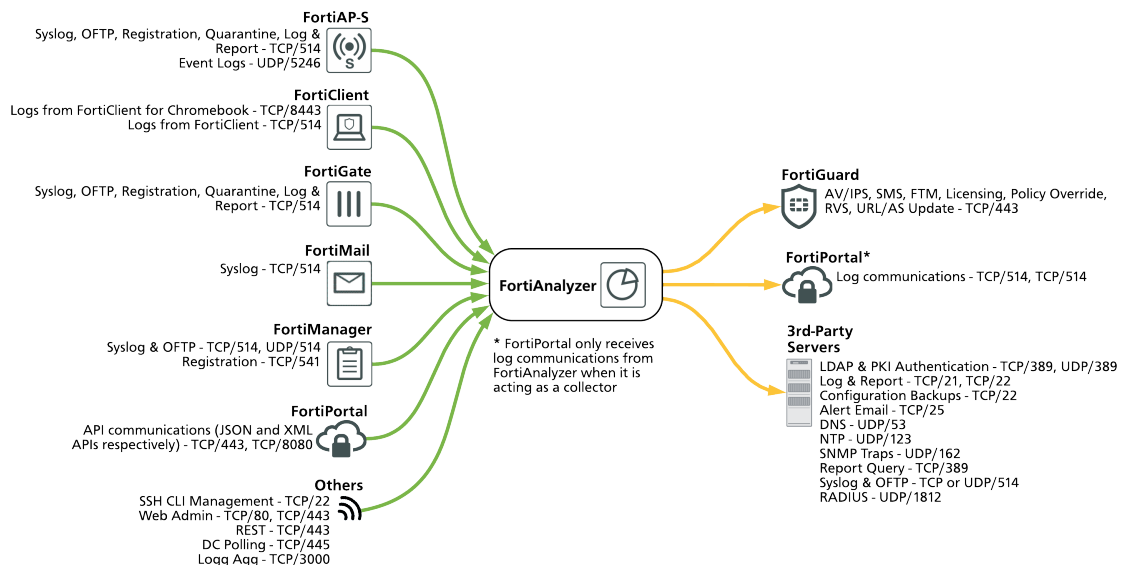 FortiAP-S
Syslog, OFTP, Registration, Quarantine, Log &
Report - TCP/514
Event Logs - UDP/5246
S
FortiClient
Logs from FortiClient for Chromebook - TCP/8443
Logs from FortiClient - TCP/514
FortiGate
Syslog, OFTP, Registration, Quarantine, Log &
Report - TCP/514
FortiMail
Syslog - TCP/514
FortiManager
Syslog & OFTP - TCP/514, UDP/514
Registration - TCP/541
FortiPortal
API communications (JSON and XML
APIs respectively) - TCP/443, TCP/8080
Others
SSH CLI Management - TCP/22
Web Admin - TCP/80, TCP/443
REST - TCP/443
DC Polling - TCP/445
Logg Agg - TCP/3000
FortiAnalyzer
* FortiPortal only receives
log communications from
FortiAnalyzer when it is
acting as a collector
FortiGuard
AV/IPS, SMS, FTM, Licensing, Policy Override,
RVS, URL/AS Update - TCP/443
FortiPortal*
Log communications - TCP/514, TCP/514
3rd-Party
Servers
LDAP & PKI Authentication - TCP/389, UDP/389
Log & Report - TCP/21, TCP/22
Configuration Backups - TCP/22
Alert Email - TCP/25
DNS - UDP/53
NTP - UDP/123
SNMP Traps - UDP/162
Report Query - TCP/389
Syslog & OFTP - TCP or UDP/514
RADIUS - UDP/1812